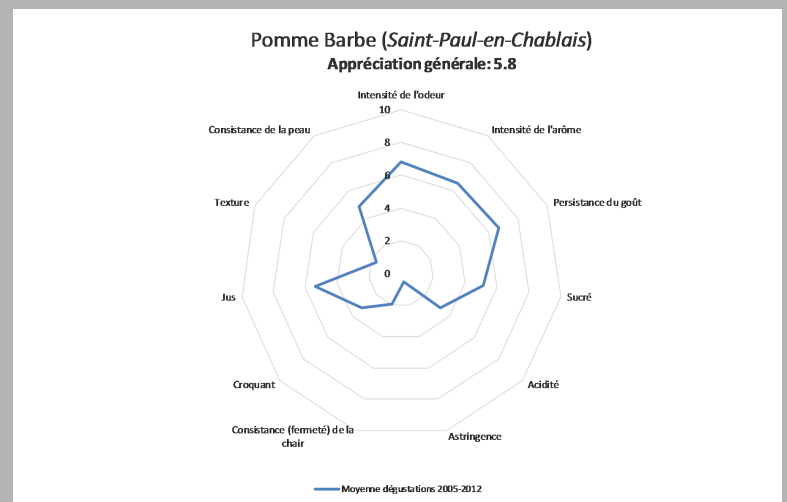 Pomme Barbe (Saint-Paul-en-Chablais)
Appréciation générale: 5.8
Intensité de l'odeur
10
Consistance de la peau
Intensité de l'arôme
8
6
Texture
Persistance du goût
4
2
0
Jus
Sucré
Croquant
Acidité
Consistance (fermeté) de la
chair
Astringence
Moyenne dégustations 2005-2012